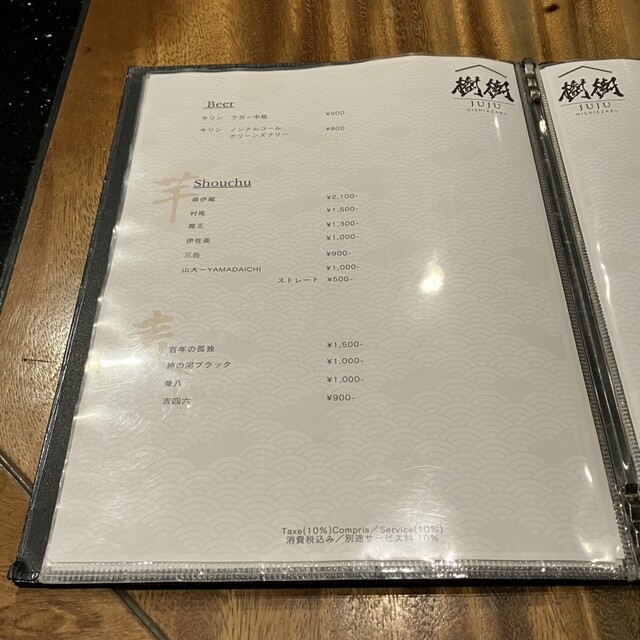 樹樹
JUJU
NISHIAZABU
Beer
キリン ラガー中瓶 ¥900
キリン ノンアルコール ¥800
グリーンズフリー
芋 Shouchu
森伊蔵 ¥2,100-
村尾 ¥1,500-
魔王 ¥1,300-
伊佐美 ¥1,000-
三岳 ¥900-
山大一YAMADAICHI ¥1,000-
ストレート ¥500-
百年の孤独 ¥1,500-
神の河ブラック ¥1,000-
兼八 ¥1,000-
吉四六 ¥900-
Taxe(10%)Compris／Service(10%)
消費税込み／別途サービス料 10%
樹樹
JUJU
NISHIAZABU